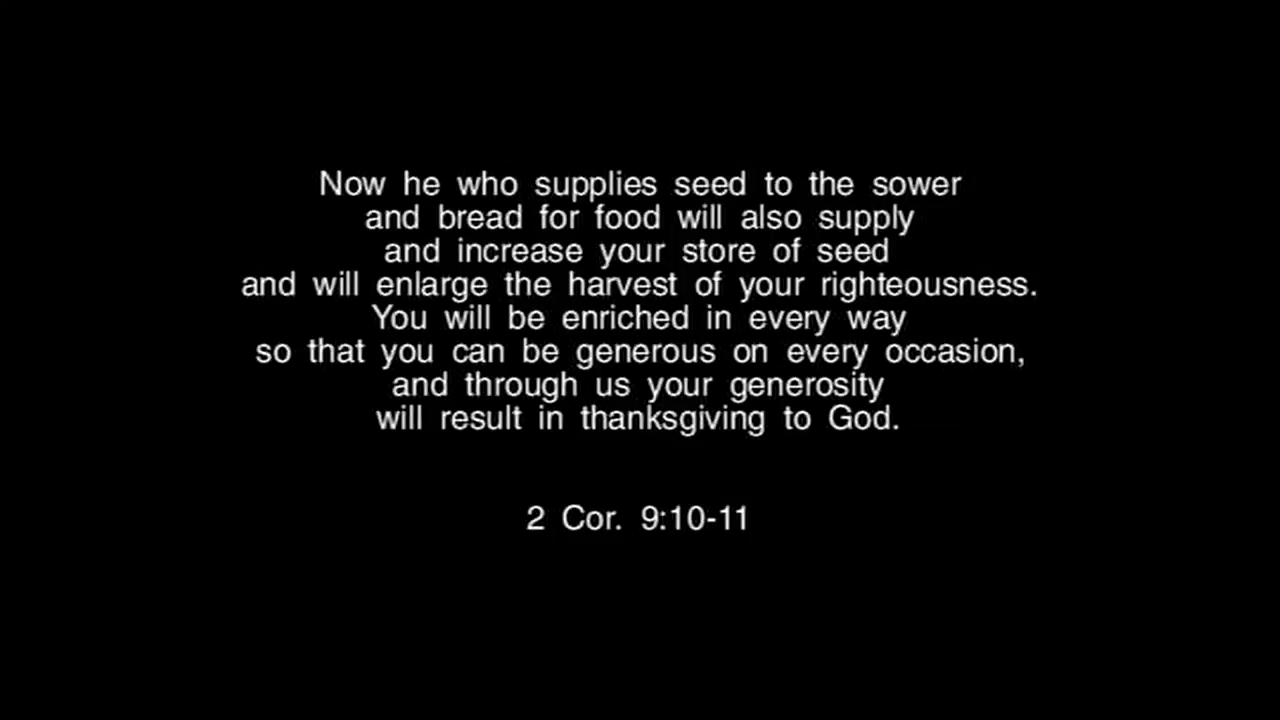 Now he who supplies seed to the sower
and bread for food will also supply
and increase your store of seed
and will enlarge the harvest of your righteousness.
You will be enriched in every way
so that you can be generous on every occasion,
and through us your generosity
will result in thanksgiving to God.
2 Cor. 9:10-11